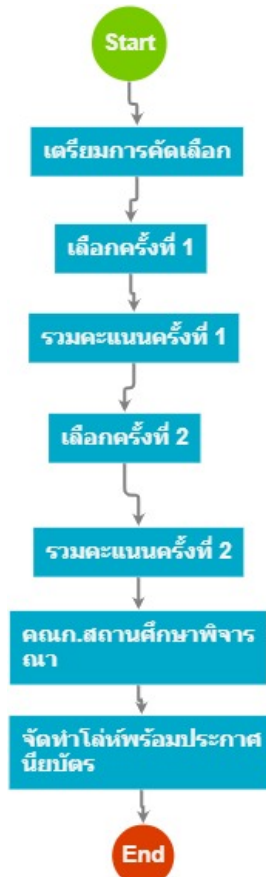 Start
เตรียมการคัดเลือก
เลือกครั้งที่ 1
รวมคะแนนครั้งที่ 1
เลือกครั้งที่ 2
รวมคะแนนครั้งที่ 2
คณก.สถานศึกษาพิจาร
ณา
จัดทำโล่ห์พร้อมประกาศ
นียบัตร
End